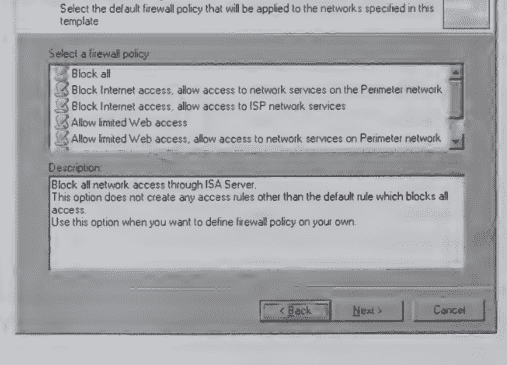 Select the default firewall policy that will be applied to the networks specified in this
template
Select a firewall policy
Block all
Block Internet access, allow access to network services on the Perimeter network
Block Internet access, allow access to ISP network services
Allow limited Web access
Allow limited Web access, allow access to network services on Perimeter network
Description:
Block all network access through ISA Server.
This option does not create any access rules other than the default rule which blocks all
access.
Use this option when you want to define firewall policy on your own.
< Back
Next >
Cancel